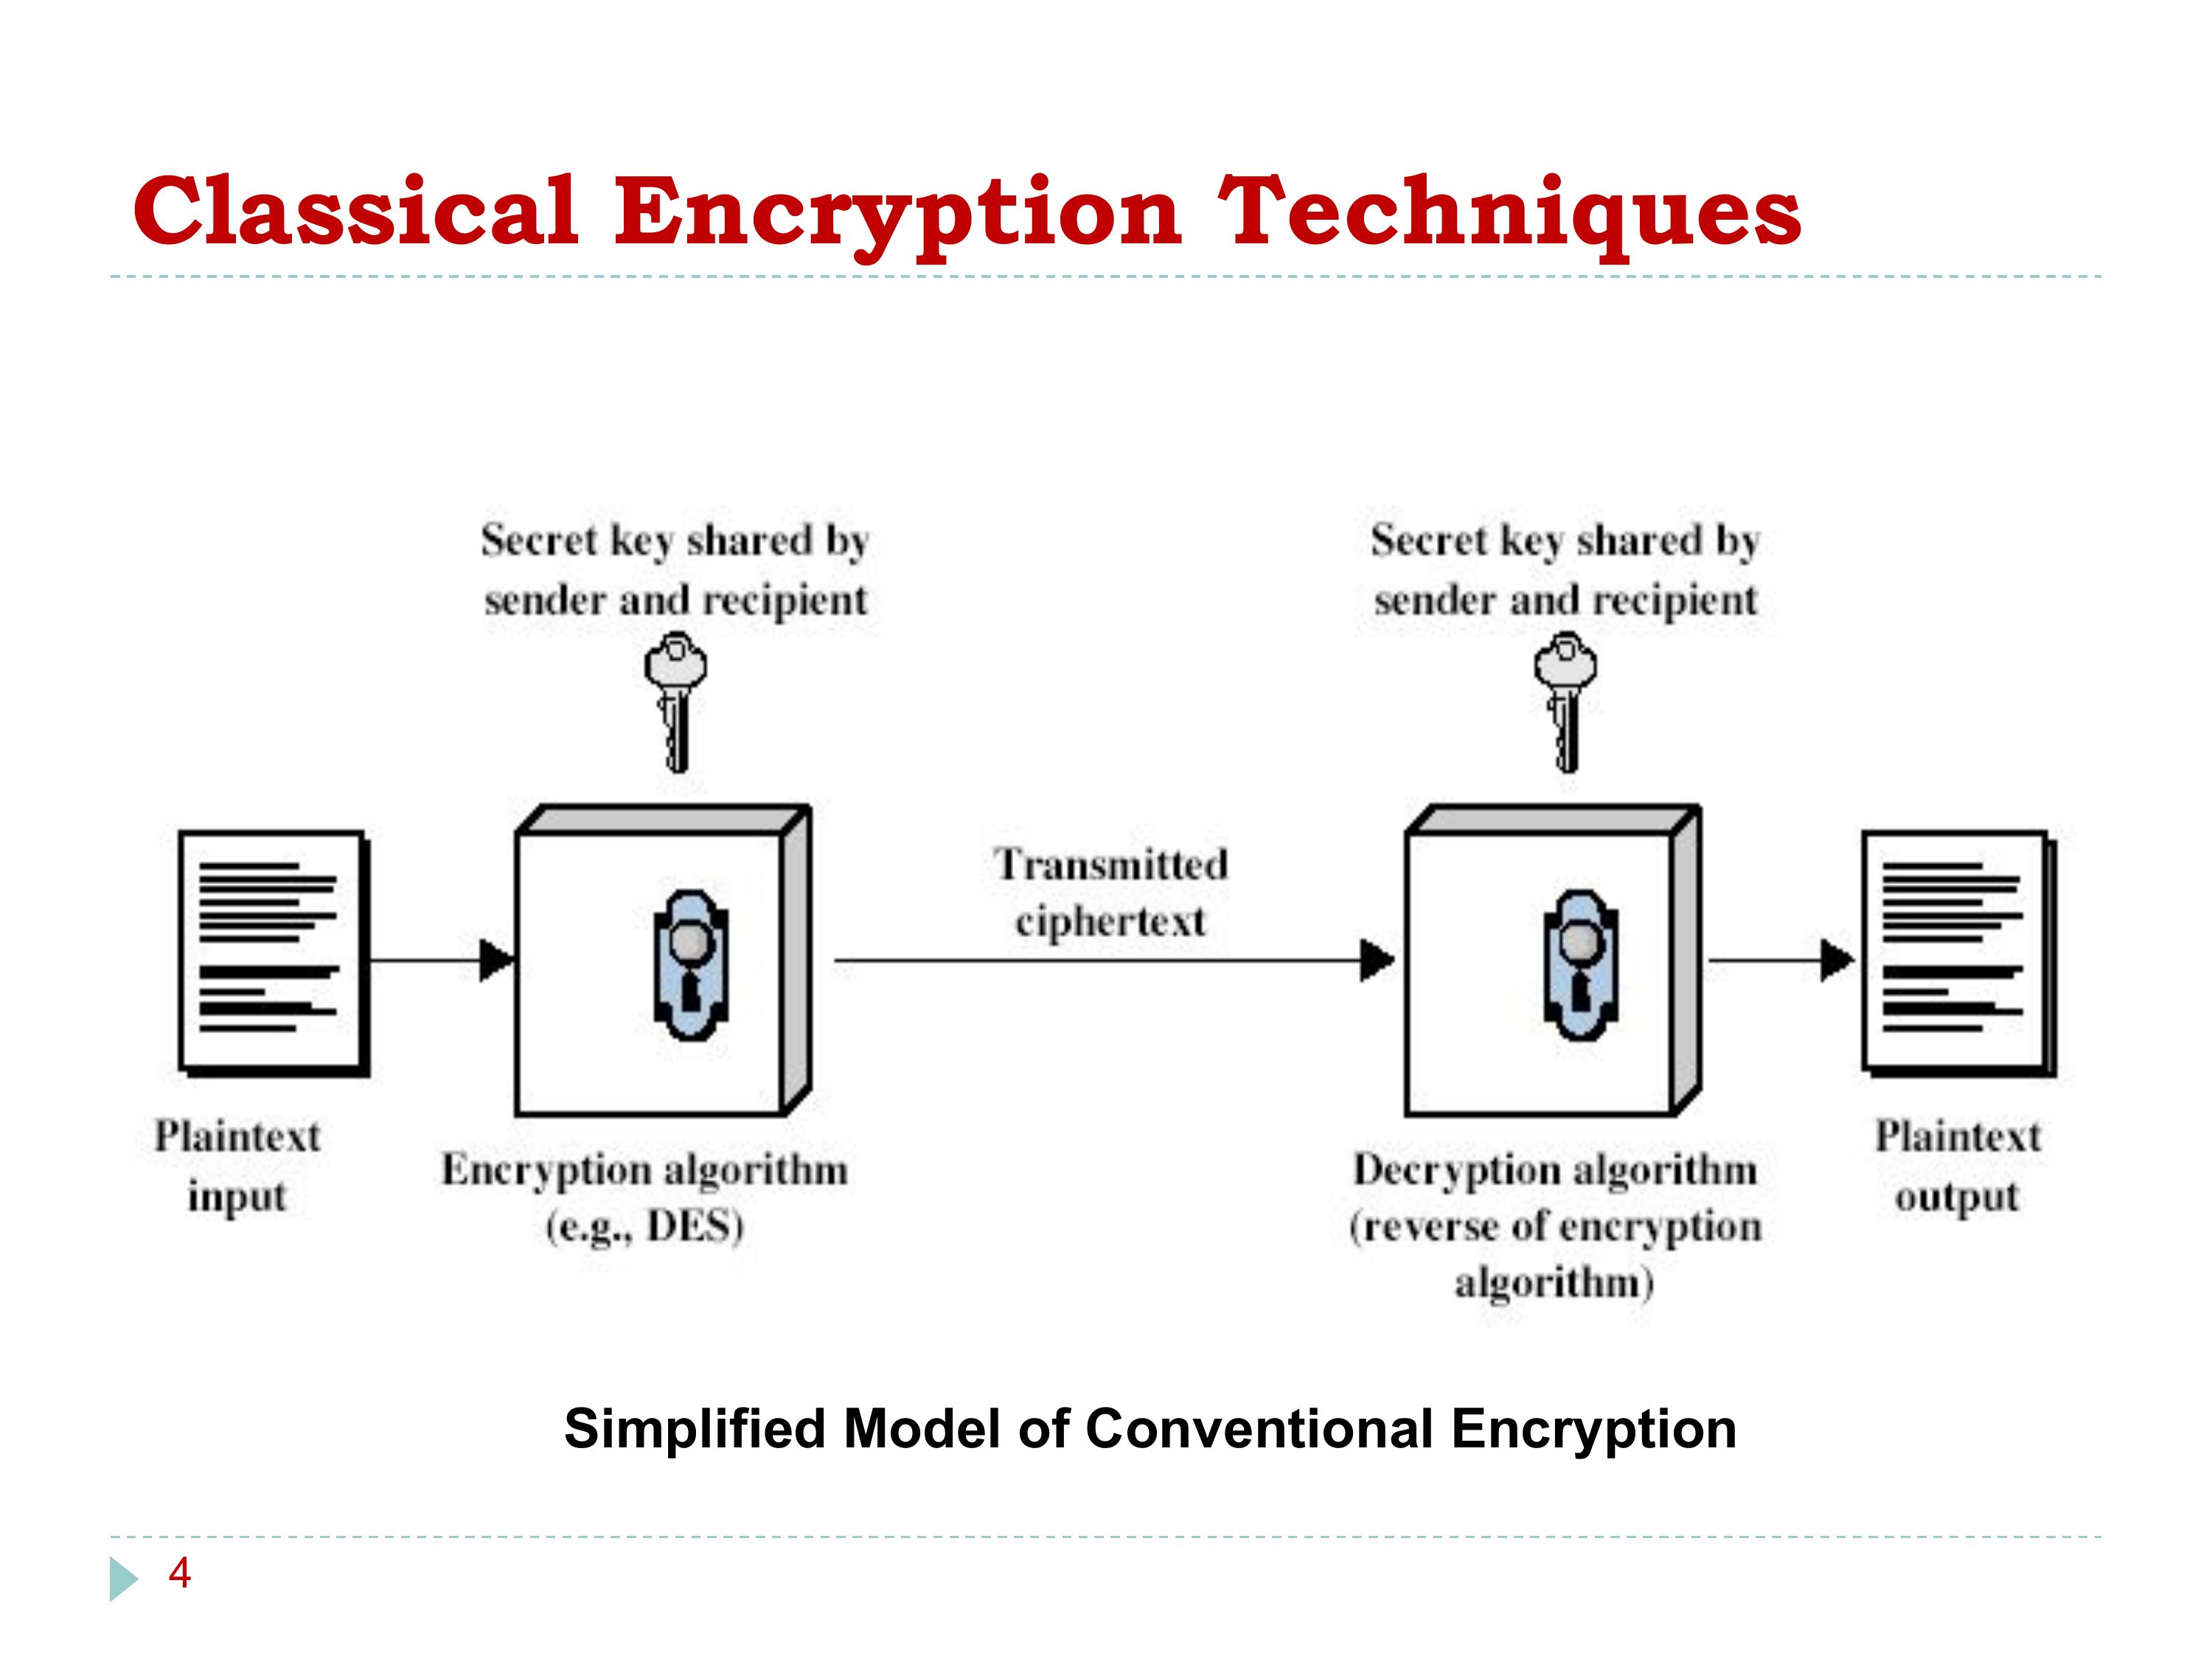 Classical Encryption Techniques
Secret key shared by
sender and recipient
Secret key shared by
sender and recipient
Transmitted
ciphertext
Plaintext
input
Encryption algorithm
(e.g., DES)
Decryption algorithm
(reverse of encryption
algorithm)
Plaintext
output
Simplified Model of Conventional Encryption
4